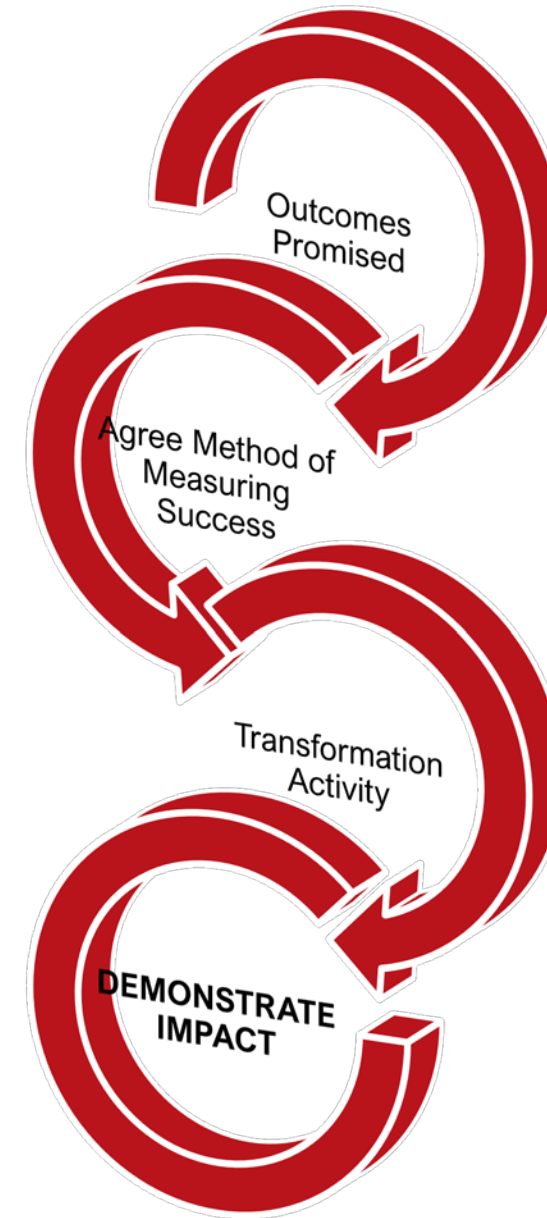 Outcomes
Promised
Agree Method of
Measuring
Success
Transformation
Activity
DEMONSTRATE
IMPACT